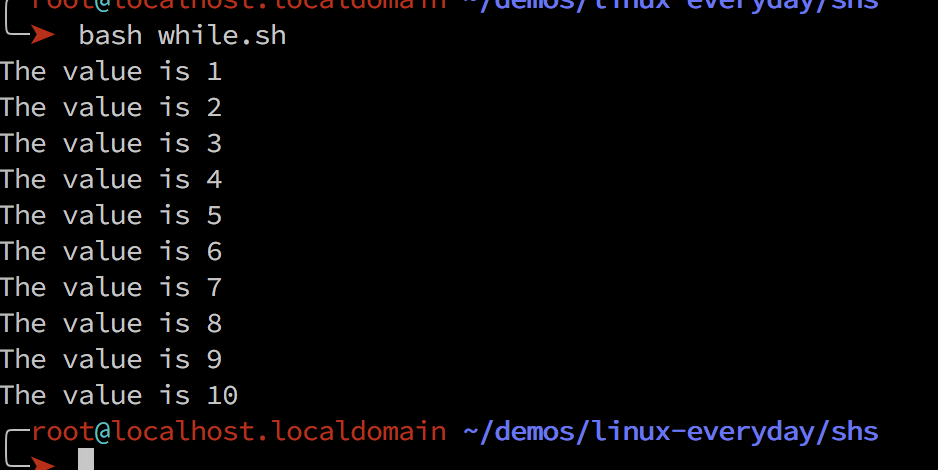 root@localhost.localdomain ~/demos/linux-everyday/shs
➤ bash while.sh
The value is 1
The value is 2
The value is 3
The value is 4
The value is 5
The value is 6
The value is 7
The value is 8
The value is 9
The value is 10
root@localhost.localdomain ~/demos/linux-everyday/shs
➤